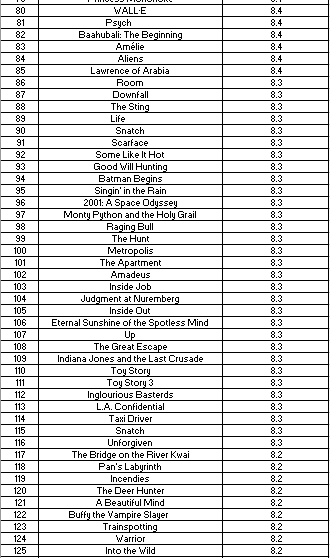 80 WALL·E 8.4
81 Psych 8.4
82 Baahubali: The Beginning 8.4
83 Amélie 8.4
84 Aliens 8.4
85 Lawrence of Arabia 8.4
86 Room 8.3
87 Downfall 8.3
88 The Sting 8.3
89 Life 8.3
90 Snatch 8.3
91 Scarface 8.3
92 Some Like It Hot 8.3
93 Good Will Hunting 8.3
94 Batman Begins 8.3
95 Singin' in the Rain 8.3
96 2001: A Space Odyssey 8.3
97 Monty Python and the Holy Grail 8.3
98 Raging Bull 8.3
99 The Hunt 8.3
100 Metropolis 8.3
101 The Apartment 8.3
102 Amadeus 8.3
103 Inside Job 8.3
104 Judgment at Nuremberg 8.3
105 Inside Out 8.3
106 Eternal Sunshine of the Spotless Mind 8.3
107 Up 8.3
108 The Great Escape 8.3
109 Indiana Jones and the Last Crusade 8.3
110 Toy Story 8.3
111 Toy Story 3 8.3
112 Inglourious Basterds 8.3
113 L.A. Confidential 8.3
114 Taxi Driver 8.3
115 Snatch 8.3
116 Unforgiven 8.3
117 The Bridge on the River Kwai 8.2
118 Pan's Labyrinth 8.2
119 Incendies 8.2
120 The Deer Hunter 8.2
121 A Beautiful Mind 8.2
122 Buffy the Vampire Slayer 8.2
123 Trainspotting 8.2
124 Warrior 8.2
125 Into the Wild 8.2